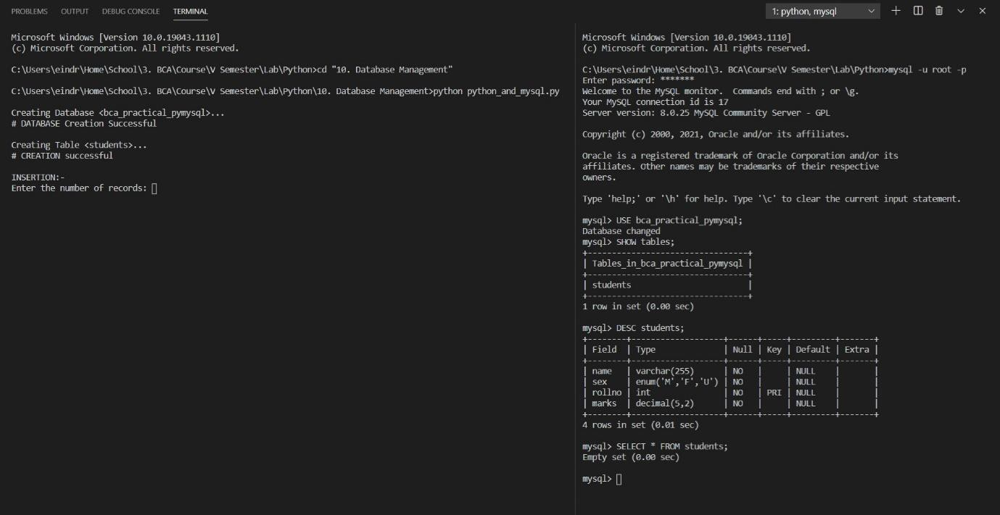 PROBLEMS OUTPUT DEBUG CONSOLE TERMINAL
1: python, mysql
Microsoft Windows [Version 10.0.19043.1110]
(c) Microsoft Corporation. All rights reserved.
C:\Users\eindr\Home\School\3. BCA\Course\V Semester\Lab\Python>cd "10. Database Management"
C:\Users\eindr\Home\School\3. BCA\Course\V Semester\Lab\Python\10. Database Management>python python_and_mysql.py
Creating Database <bca_practical_pymysql>...
# DATABASE Creation Successful
Creating Table <students>...
# CREATION successful
INSERTION:-
Enter the number of records:
Microsoft Windows [Version 10.0.19043.1110]
(c) Microsoft Corporation. All rights reserved.
C:\Users\eindr\Home\School\3. BCA\Course\V Semester\Lab\Python>mysql -u root -p
Enter password: *******
Welcome to the MySQL monitor.  Commands end with ; or \g.
Your MySQL connection id is 17
Server version: 8.0.25 MySQL Community Server - GPL
Copyright (c) 2000, 2021, Oracle and/or its affiliates.
Oracle is a registered trademark of Oracle Corporation and/or its
affiliates. Other names may be trademarks of their respective
owners.
Type 'help;' or '\h' for help. Type '\c' to clear the current input statement.
mysql> USE bca_practical_pymysql;
Database changed
mysql> SHOW tables;
+---------------------------------+
| Tables_in_bca_practical_pymysql |
+---------------------------------+
| students                        |
+---------------------------------+
1 row in set (0.00 sec)
mysql> DESC students;
+--------+-------------------+------+-----+---------+-------+
| Field  | Type              | Null | Key | Default | Extra |
+--------+-------------------+------+-----+---------+-------+
| name   | varchar(255)      | NO   |     | NULL    |       |
| sex    | enum('M','F','U') | NO   |     | NULL    |       |
| rollno | int               | NO   | PRI | NULL    |       |
| marks  | decimal(5,2)      | NO   |     | NULL    |       |
+--------+-------------------+------+-----+---------+-------+
4 rows in set (0.01 sec)
mysql> SELECT * FROM students;
Empty set (0.00 sec)
mysql>